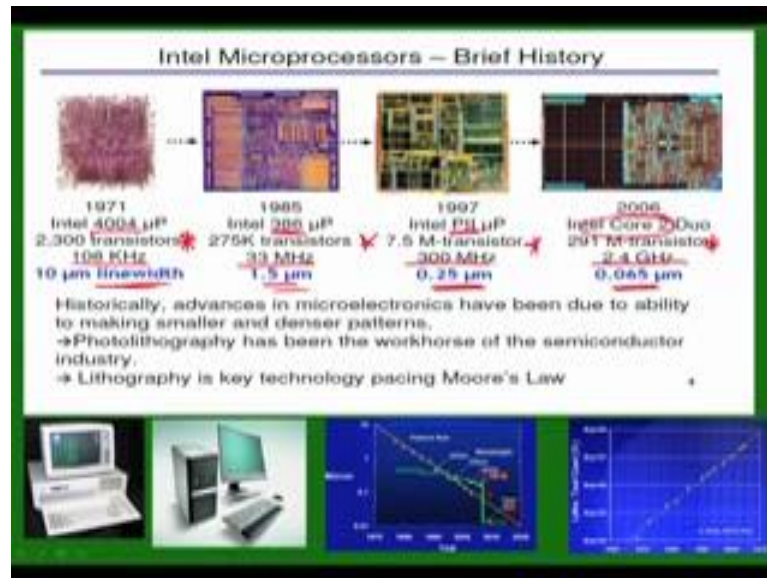 Intel Microprocessors – Brief History
1971 1985 1997 2006
Intel 4004 µP Intel 386 µP Intel PII µP Intel Core 2 Duo
2,300 transistors 275K transistors 7.5 M-transistor 291 M-transistor
108 KHz 33 MHz 300 MHz 2.4 GHz
10 µm linewidth 1.5 µm 0.25 µm 0.065 µm
Historically, advances in microelectronics have been due to ability
to making smaller and denser patterns.
→Photolithography has been the workhorse of the semiconductor
industry.
→ Lithography is key technology pacing Moore's Law